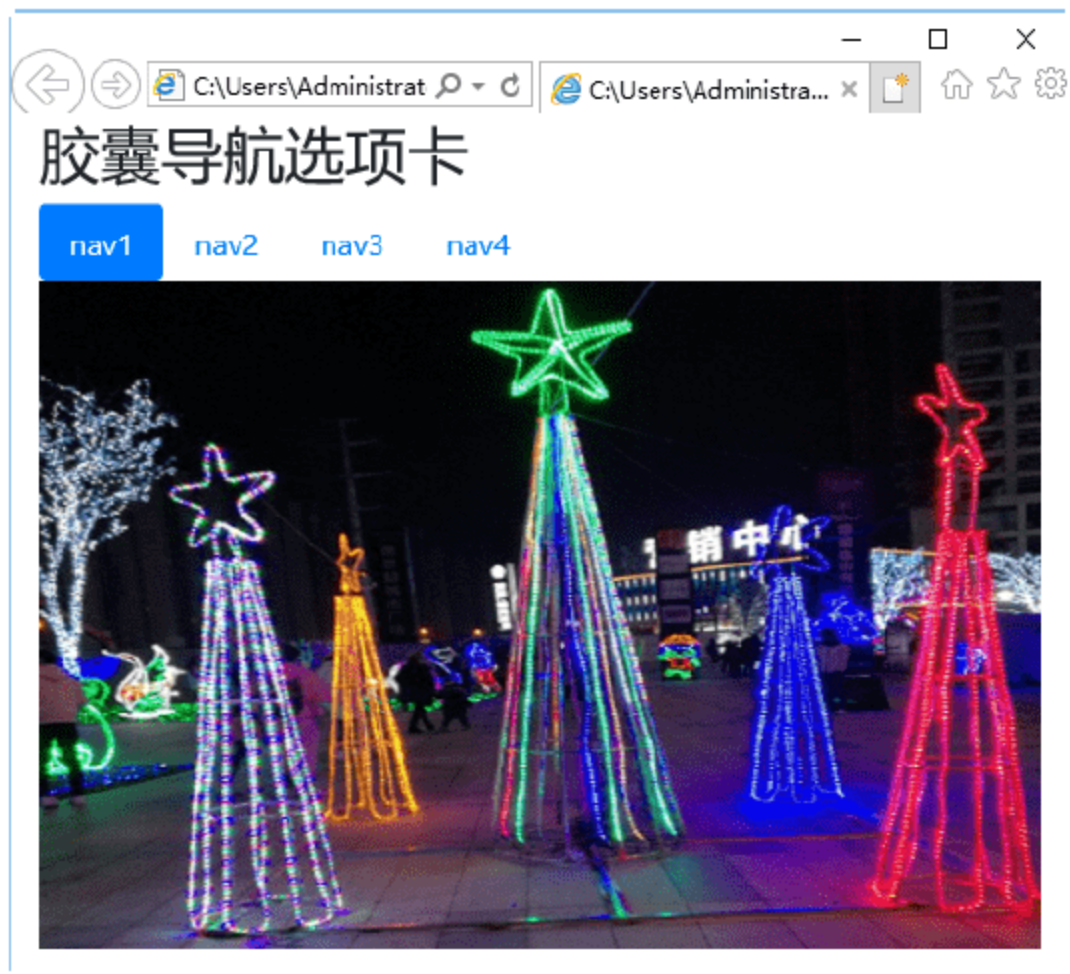 C:\Users\Administrat
C:\Users\Administra...
胶囊导航选项卡
nav1 nav2 nav3 nav4
销中心